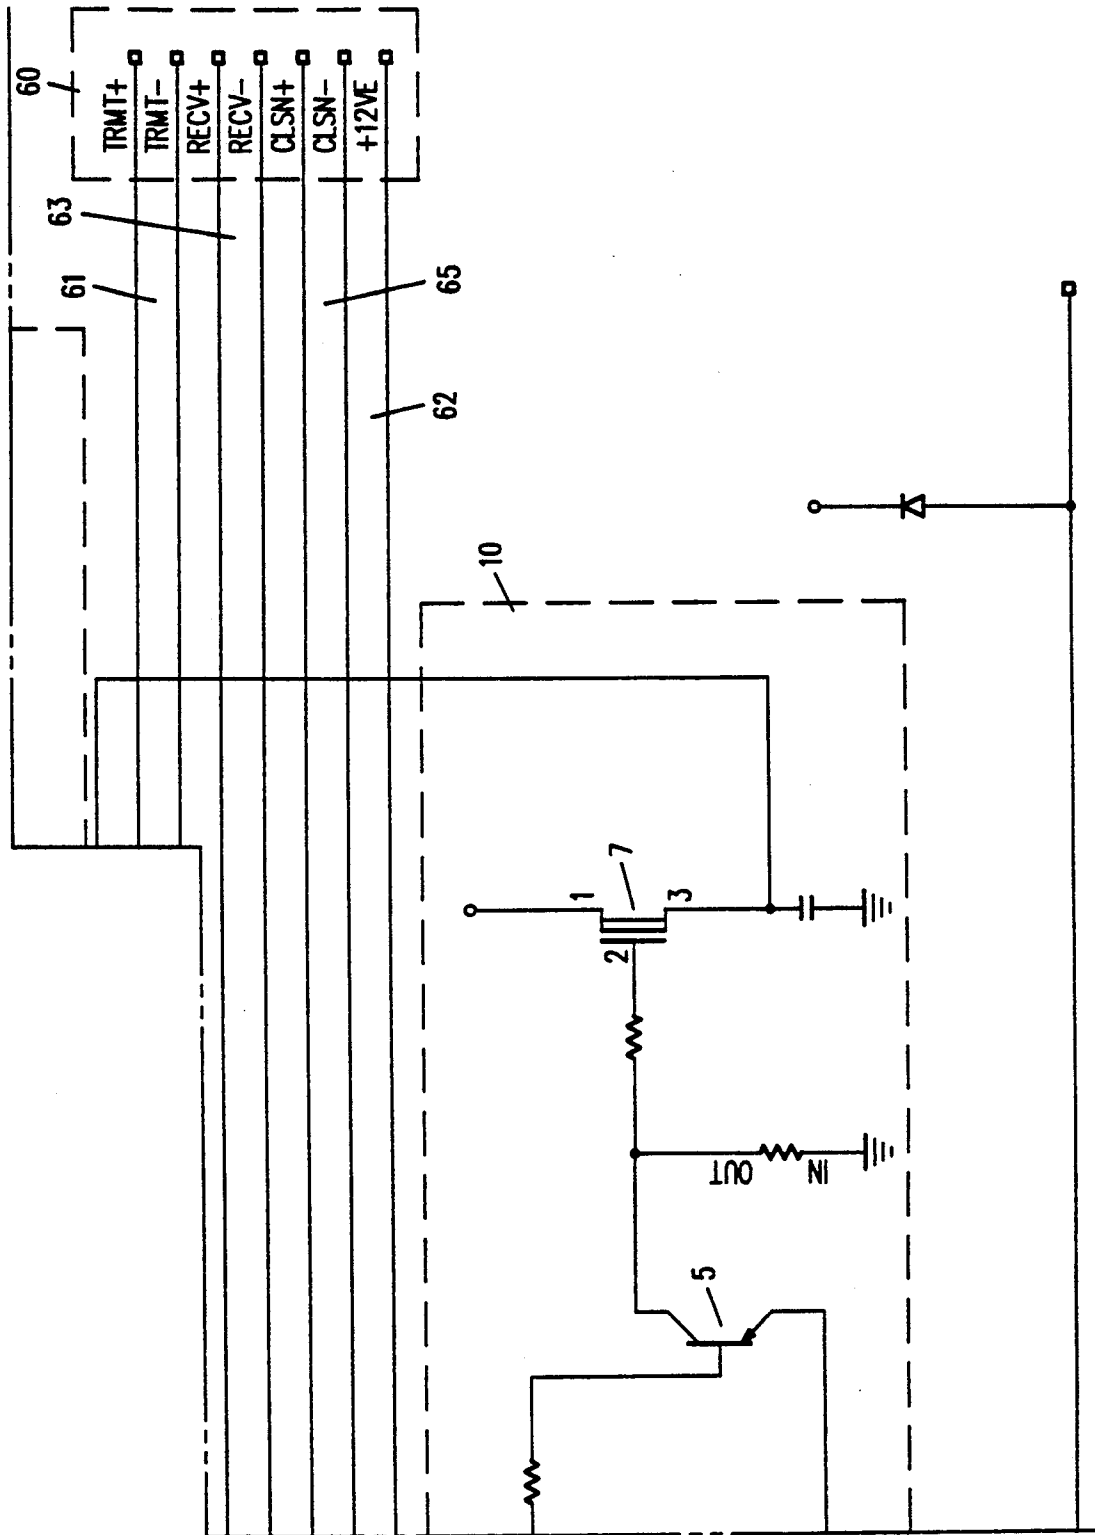 60
TRMT+
TRMT-
RECV+
RECV-
CLSN+
CLSN-
+12VE
61
63
65
62
10
7
1
2
3
OUT
IN
5